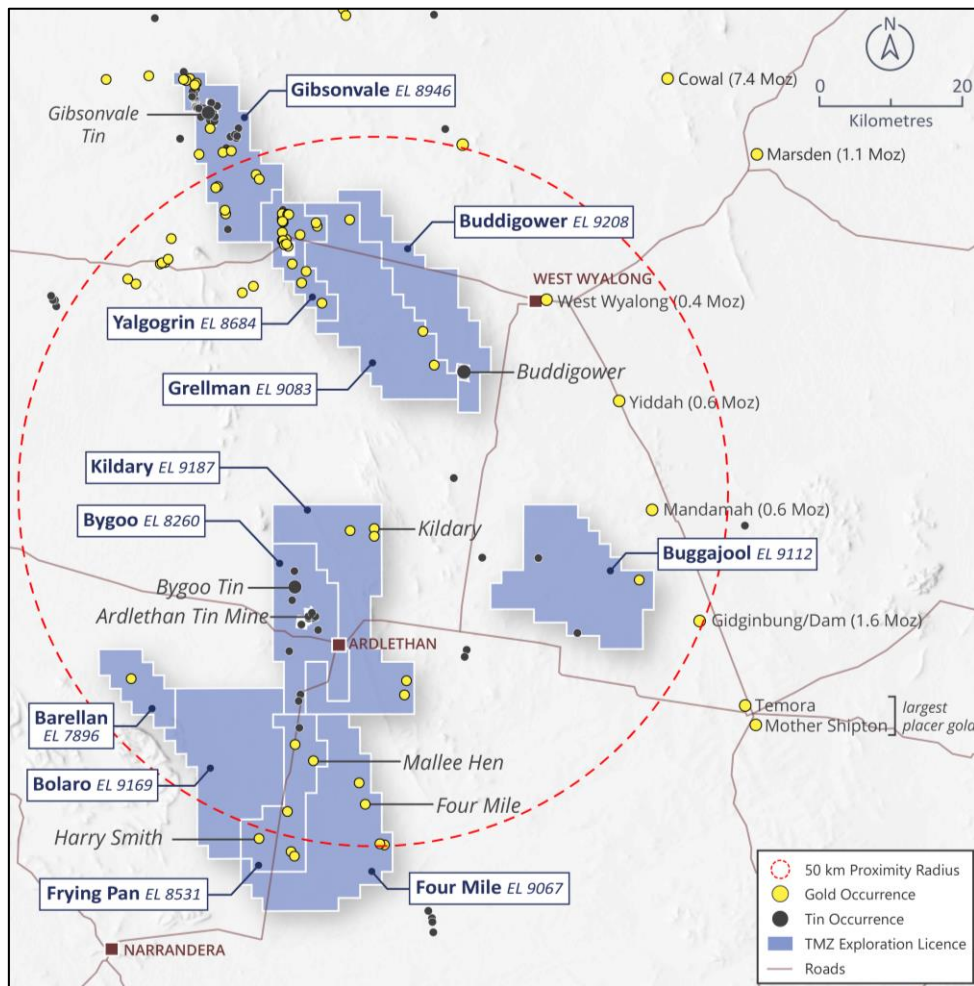 N
0 20
Kilometres
Cowal (7.4 Moz)
Gibsonvale EL 8946
Gibsonvale
Tin
Marsden (1.1 Moz)
Buddigower EL 9208
WEST WYALONG
West Wyalong (0.4 Moz)
Yalgogrin EL 8684
Grellman EL 9083
Buddigower
Yiddah (0.6 Moz)
Kildary EL 9187
Bygoo EL 8260
Kildary
Mandamah (0.6 Moz)
Buggajool EL 9112
Bygoo Tin
Ardlethan Tin Mine
Gidginbung/Dam (1.6 Moz)
ARDLETHAN
Barellan
EL 7896
Temora
Mother Shipton
largest
placer gold
Bolaro EL 9169
Mallee Hen
Four Mile
Harry Smith
Frying Pan EL 8531
Four Mile EL 9067
NARRANDERA
50 km Proximity Radius
Gold Occurrence
Tin Occurrence
TMZ Exploration Licence
Roads